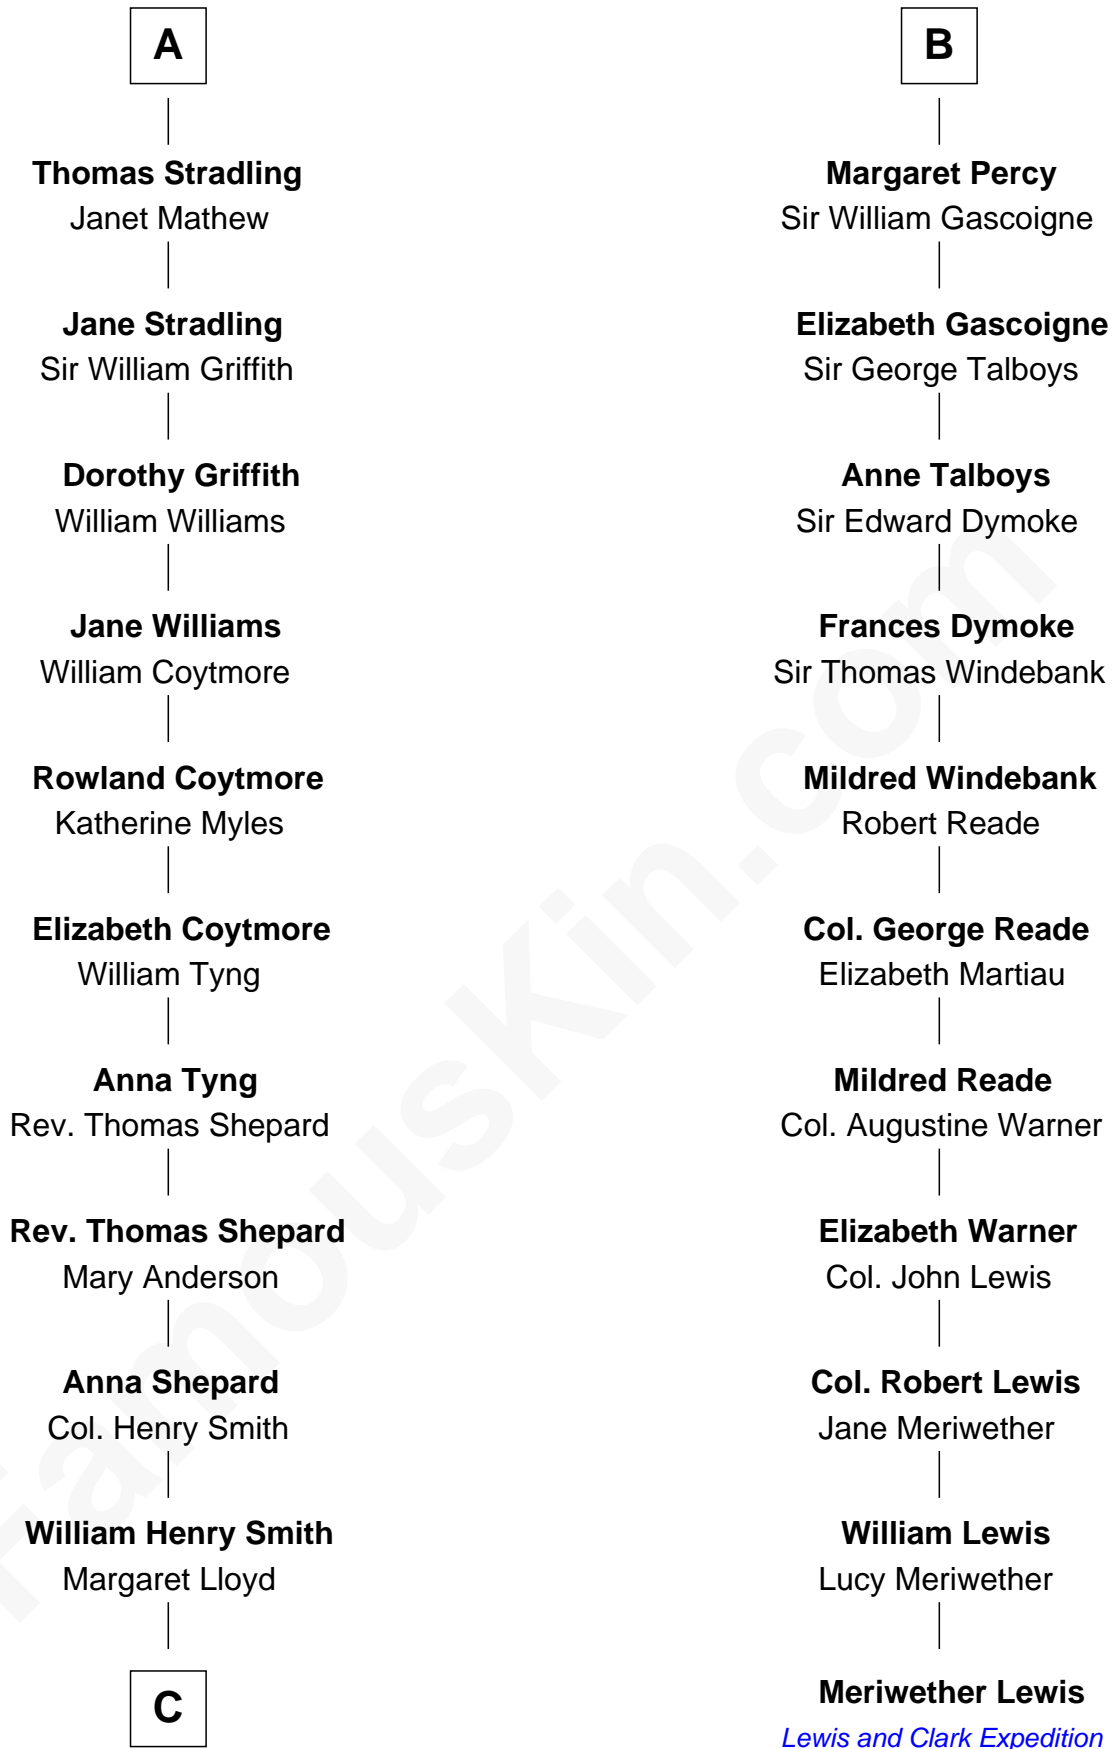 A
Thomas Stradling
Janet Mathew
Jane Stradling
Sir William Griffith
Dorothy Griffith
William Williams
Jane Williams
William Coytmore
Rowland Coytmore
Katherine Myles
Elizabeth Coytmore
William Tyng
Anna Tyng
Rev. Thomas Shepard
Rev. Thomas Shepard
Mary Anderson
Anna Shepard
Col. Henry Smith
William Henry Smith
Margaret Lloyd
C
B
Margaret Percy
Sir William Gascoigne
Elizabeth Gascoigne
Sir George Talboys
Anne Talboys
Sir Edward Dymoke
Frances Dymoke
Sir Thomas Windebank
Mildred Windebank
Robert Reade
Col. George Reade
Elizabeth Martiau
Mildred Reade
Col. Augustine Warner
Elizabeth Warner
Col. John Lewis
Col. Robert Lewis
Jane Meriwether
William Lewis
Lucy Meriwether
Meriwether Lewis
Lewis and Clark Expedition
FamousKin.com